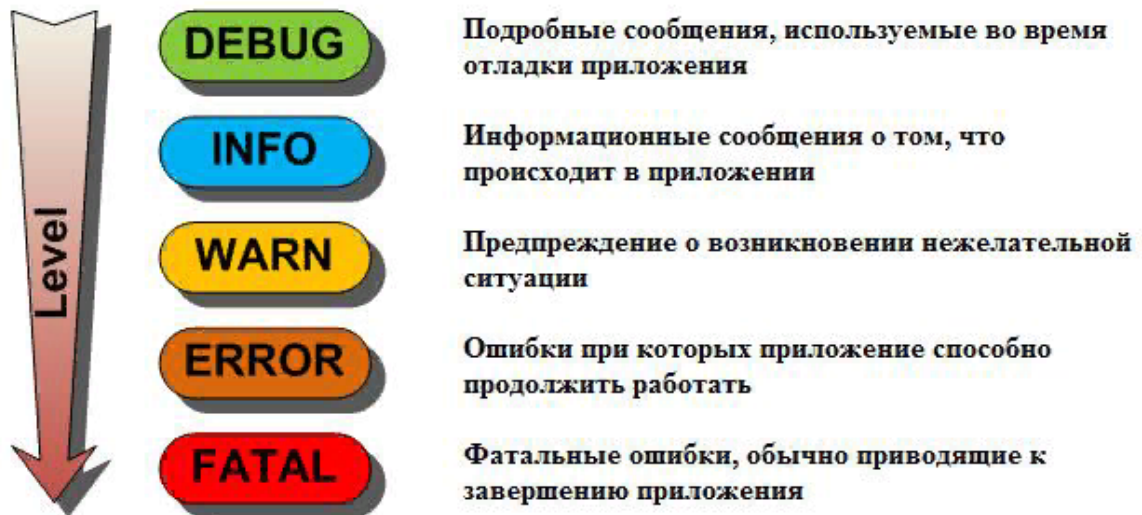 Level
DEBUG
Подробные сообщения, используемые во время
отладки приложения
INFO
Информационные сообщения о том, что
происходит в приложении
WARN
Предпреждение о возникновении нежелательной
ситуации
ERROR
Ошибки при которых приложение способно
продолжить работать
FATAL
Фатальные ошибки, обычно приводящие к
завершению приложения